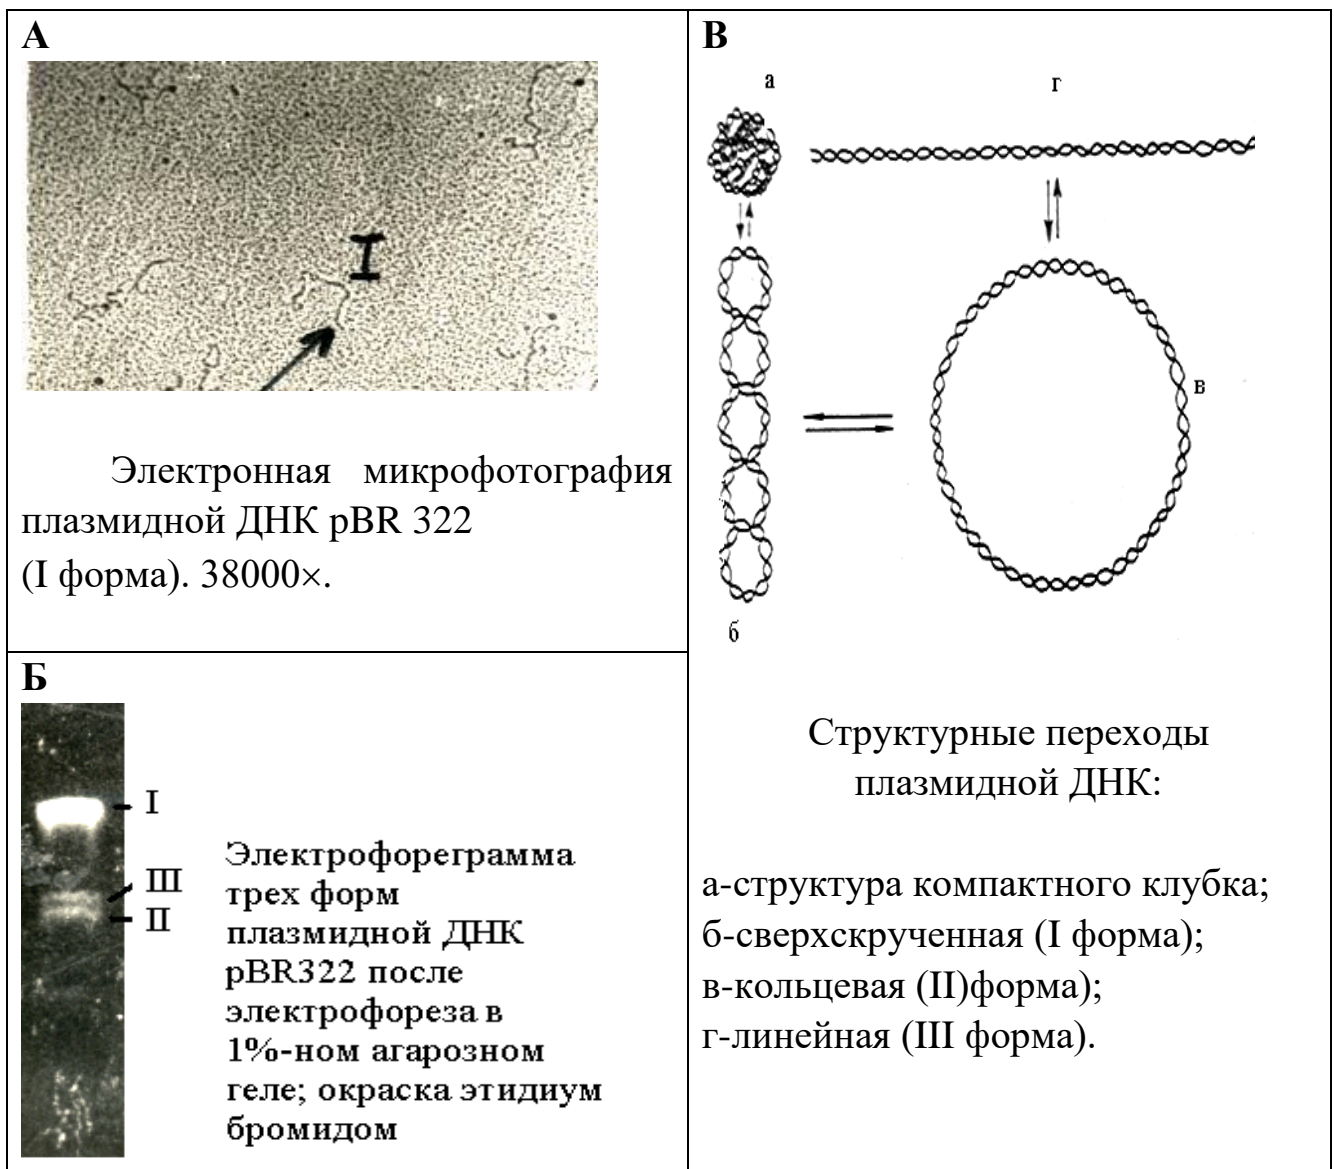 А
I
Электронная микрофотография
плазмидной ДНК pBR 322
(I форма). 38000×.
Б
I
III
II
Электрофореграмма
трех форм
плазмидной ДНК
pBR322 после
электрофореза в
1%-ном агарозном
геле; окраска этидиум
бромидом
В
а
г
в
б
Структурные переходы
плазмидной ДНК:
а-структура компактного клубка;
б-сверхскрученная (I форма);
в-кольцевая (II)форма);
г-линейная (III форма).